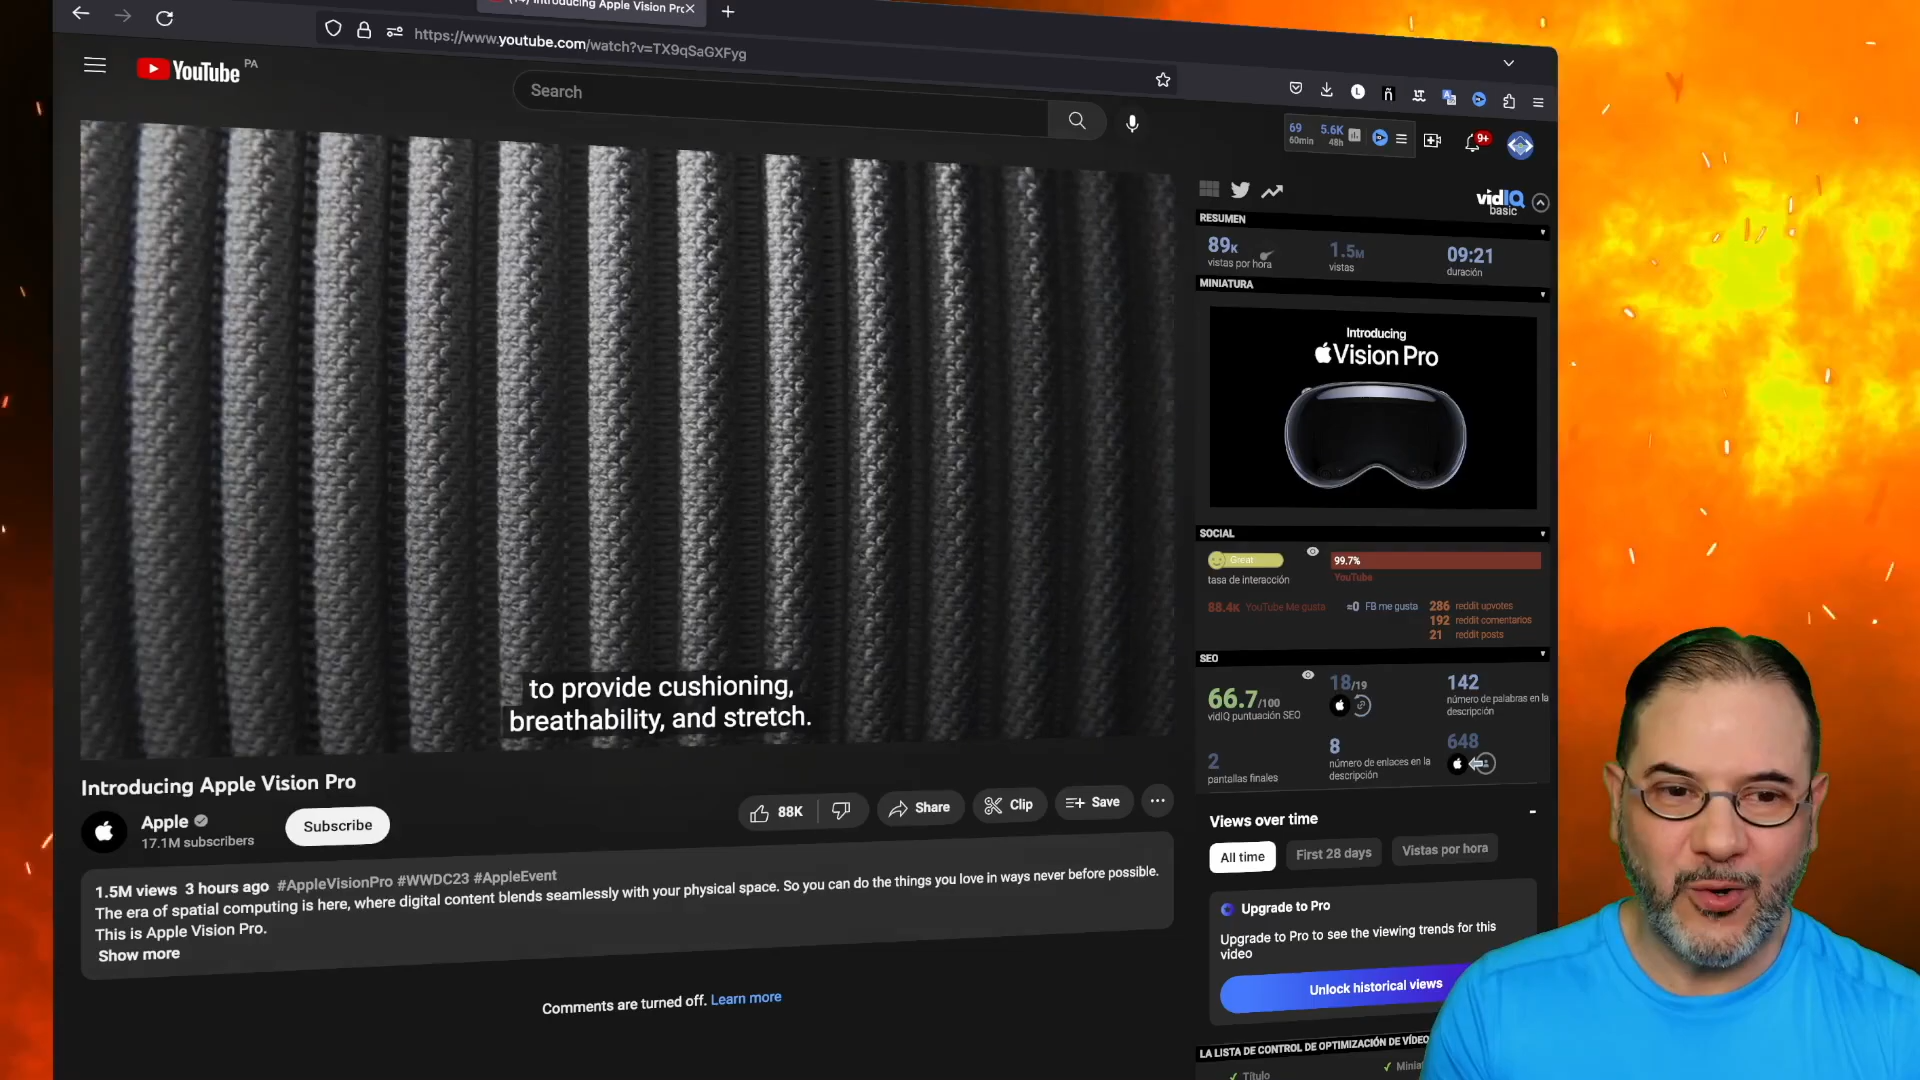 Introducing Apple Vision Pro
https://www.youtube.com/watch?v=TX9qSaGXFyg
YouTube PA
Search
69 5.6K
60min 48h
9+
vidIQ
basic
RESUMEN
89K 1.5M 09:21
vistas por hora vistas duración
MINIATURA
Introducing
Vision Pro
to provide cushioning,
breathability, and stretch.
SOCIAL
Great 99.7%
tasa de interacción YouTube
88.4K YouTube Me gusta =0 FB me gusta 286 reddit upvotes
192 reddit comentarios
21 reddit posts
SEO
66.7/100 18/19 142
vidIQ puntuación SEO número de palabras en la
descripción
2 8 648
pantallas finales número de enlaces en la
descripción
Introducing Apple Vision Pro
Apple
17.1M subscribers
Subscribe
88K Share Clip Save
1.5M views 3 hours ago #AppleVisionPro #WWDC23 #AppleEvent
The era of spatial computing is here, where digital content blends seamlessly with your physical space. So you can do the things you love in ways never before possible.
This is Apple Vision Pro.
Show more
Comments are turned off. Learn more
Views over time
All time First 28 days Vistas por hora
Upgrade to Pro
Upgrade to Pro to see the viewing trends for this
video
Unlock historical views
LA LISTA DE CONTROL DE OPTIMIZACIÓN DE VÍDEO
Título